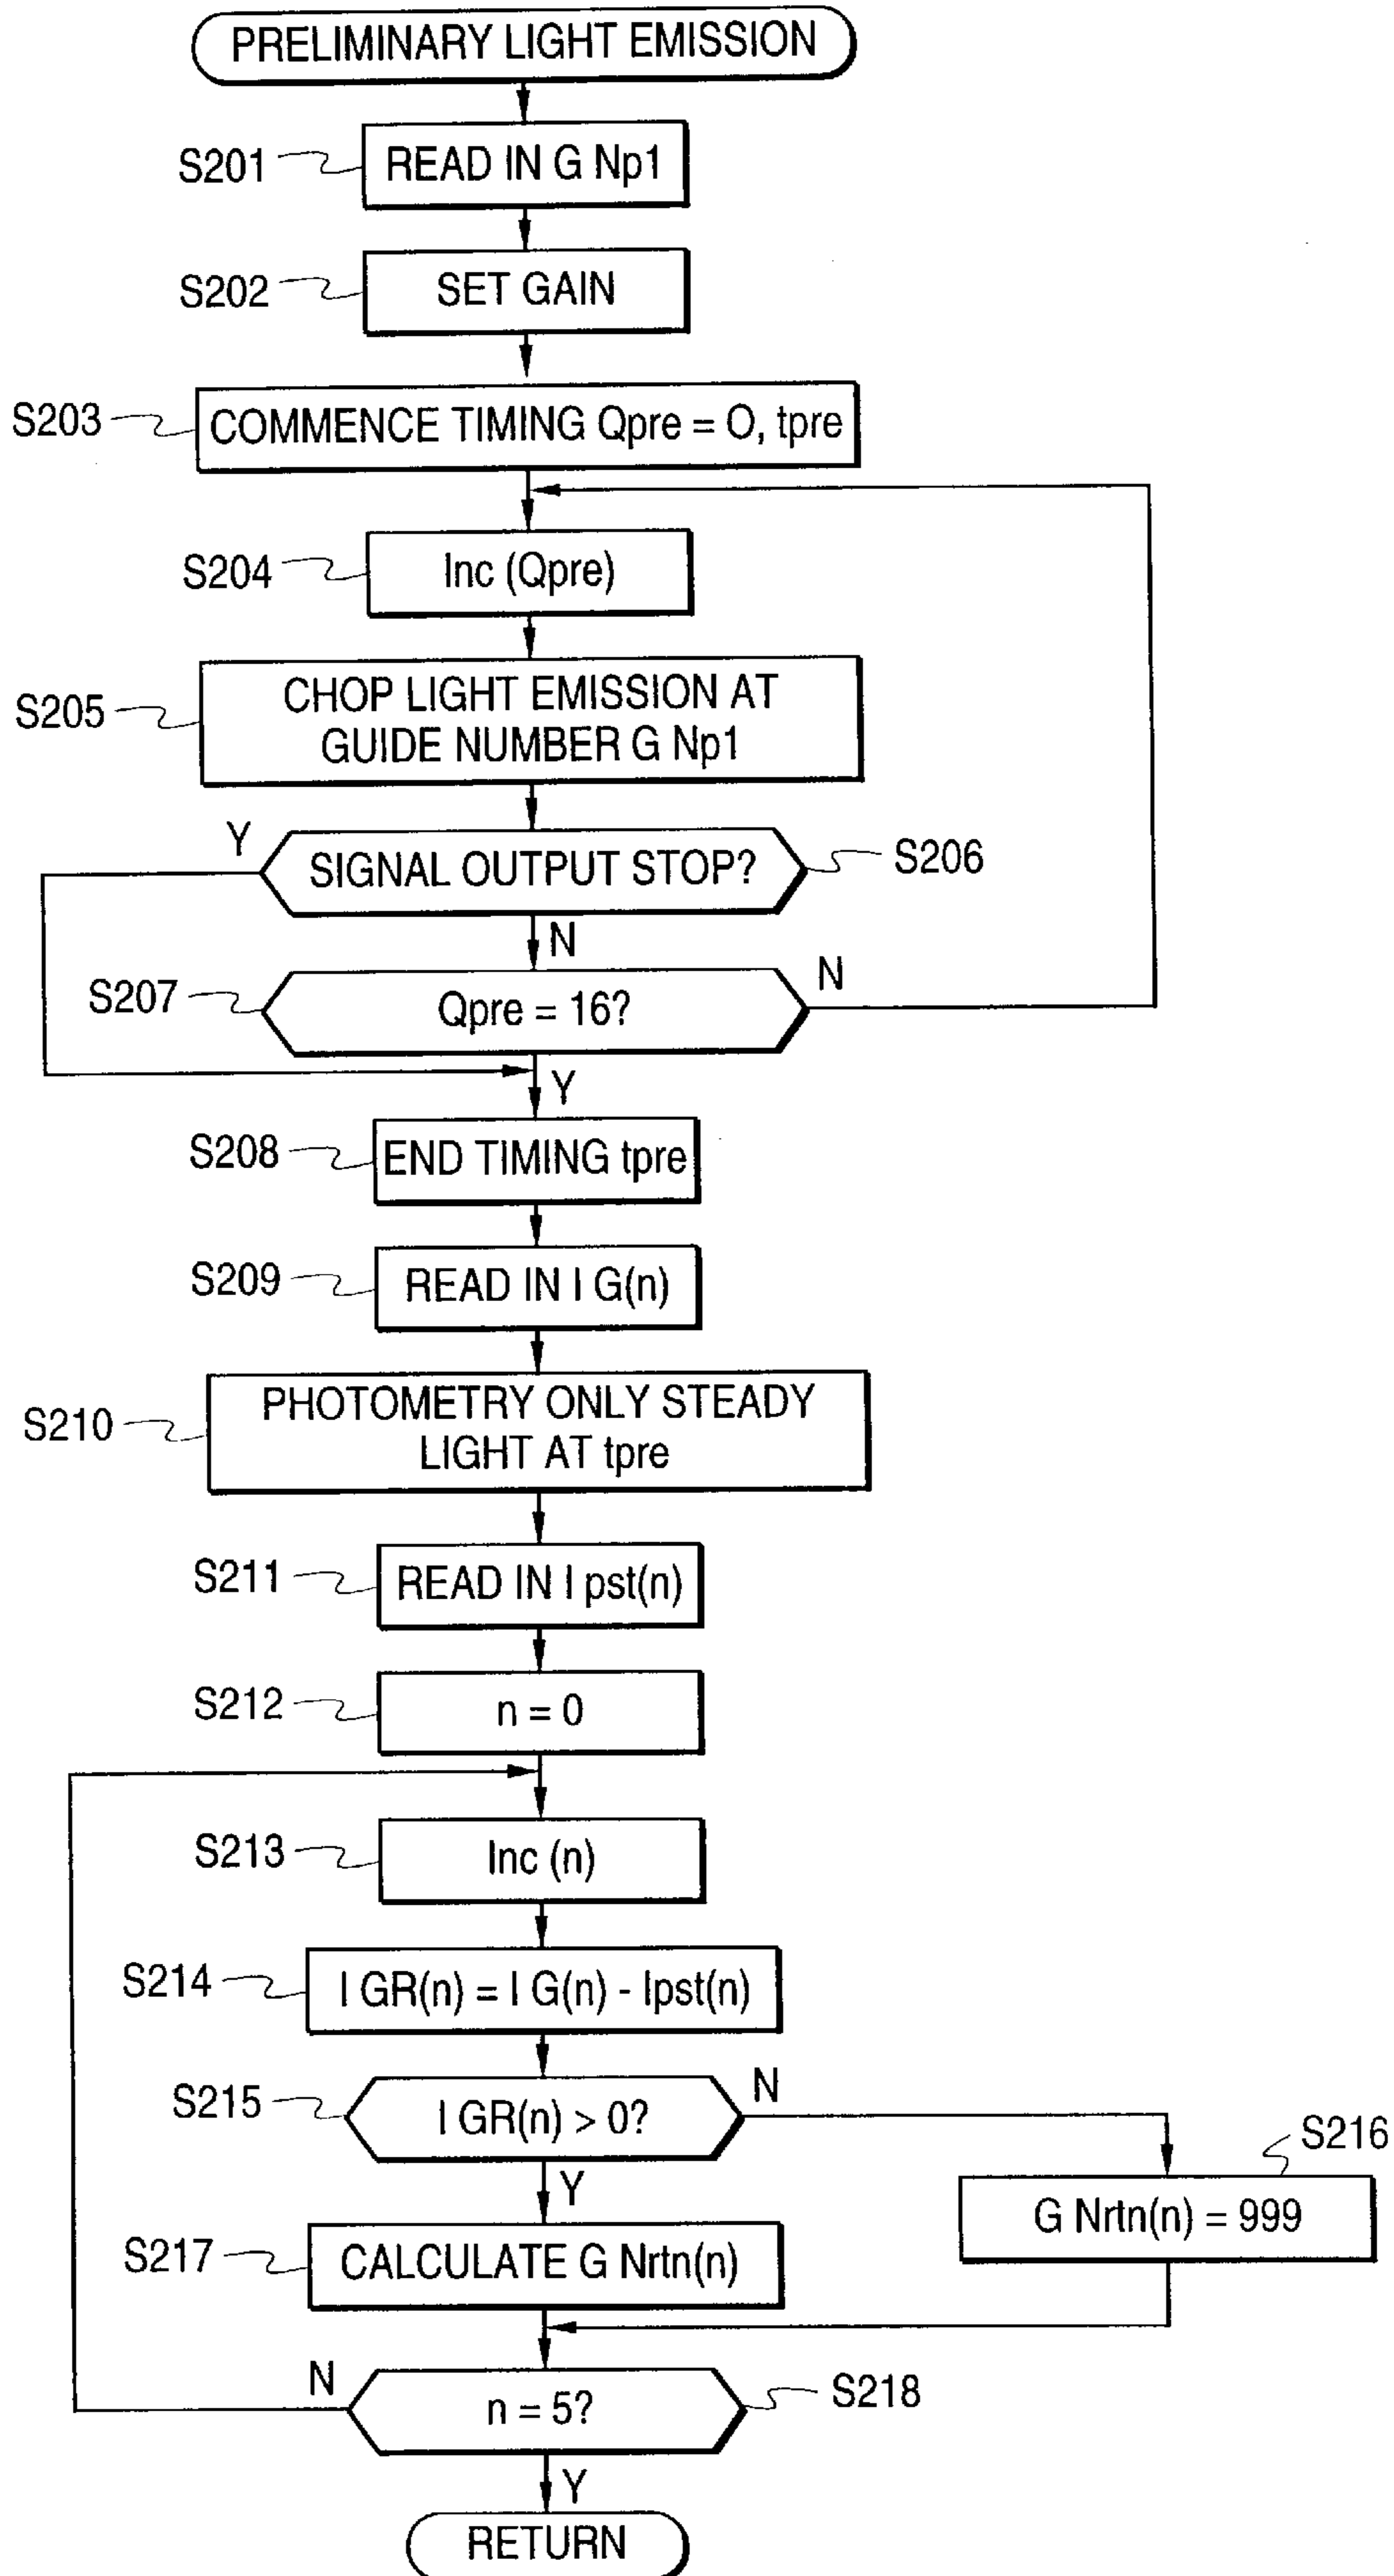 PRELIMINARY LIGHT EMISSION
S201
READ IN G Np1
S202
SET GAIN
S203
COMMENCE TIMING Qpre = O, tpre
S204
Inc (Qpre)
S205
CHOP LIGHT EMISSION AT
GUIDE NUMBER G Np1
Y
SIGNAL OUTPUT STOP?
S206
N
S207
Qpre = 16?
N
Y
S208
END TIMING tpre
S209
READ IN I G(n)
S210
PHOTOMETRY ONLY STEADY
LIGHT AT tpre
S211
READ IN I pst(n)
S212
n = 0
S213
Inc (n)
S214
I GR(n) = I G(n) - Ipst(n)
S215
I GR(n) > 0?
N
S216
Y
G Nrtn(n) = 999
S217
CALCULATE G Nrtn(n)
N
n = 5?
S218
Y
RETURN